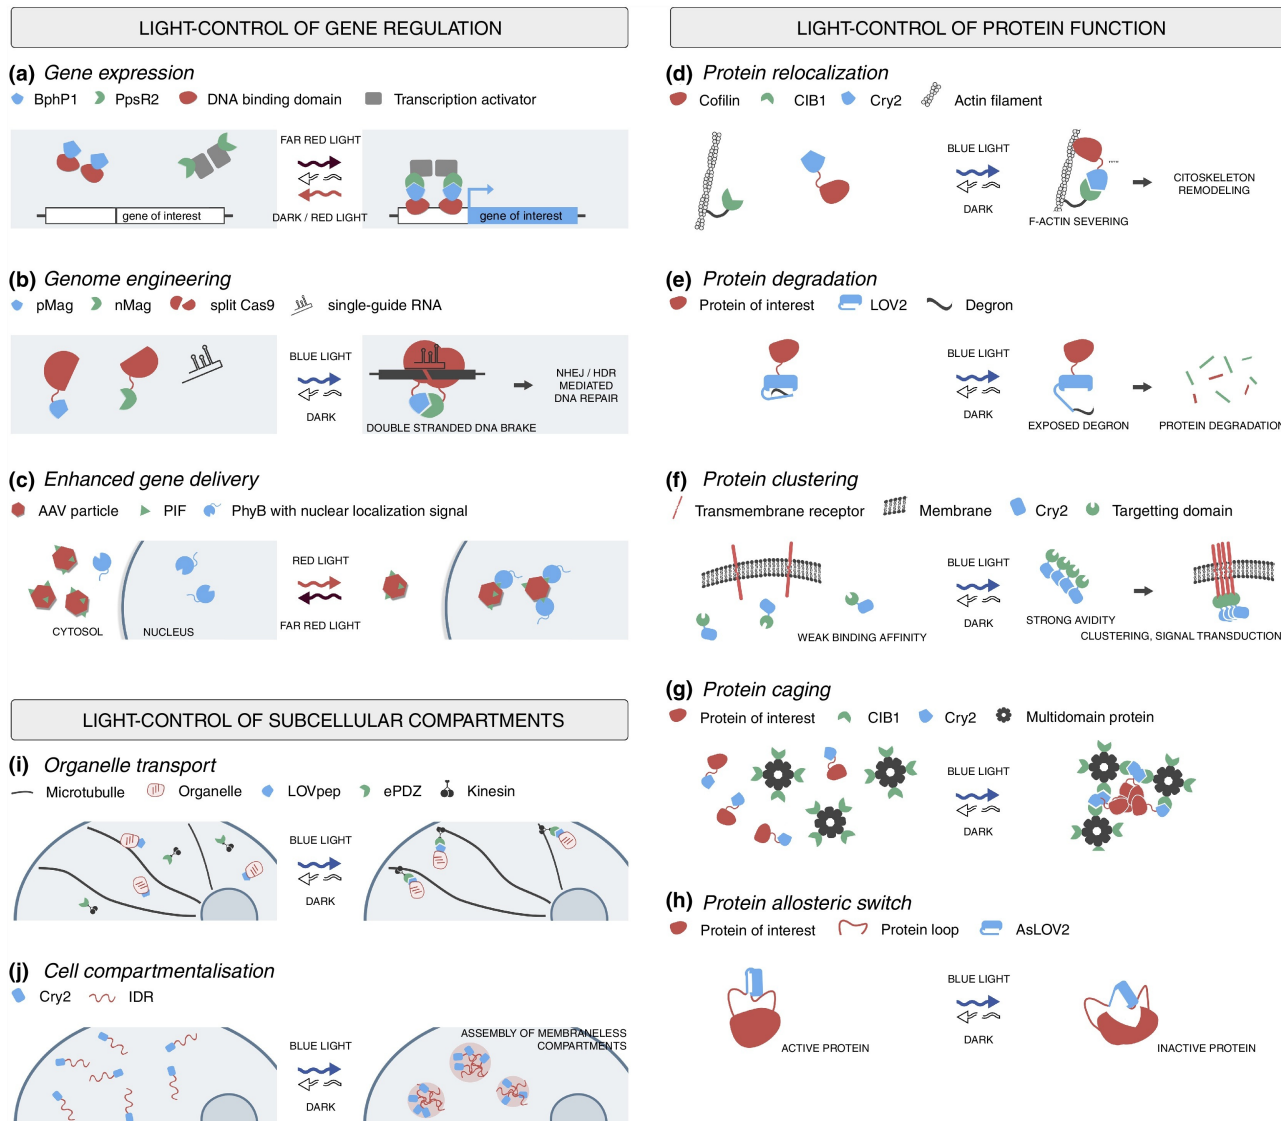 LIGHT-CONTROL OF GENE REGULATION
(a) Gene expression
BphP1 PpsR2 DNA binding domain Transcription activator
FAR RED LIGHT
DARK / RED LIGHT
gene of interest
gene of interest
(b) Genome engineering
pMag nMag split Cas9 single-guide RNA
BLUE LIGHT
DARK
NHEJ / HDR
MEDIATED
DNA REPAIR
DOUBLE STRANDED DNA BRAKE
(c) Enhanced gene delivery
AAV particle PIF PhyB with nuclear localization signal
RED LIGHT
FAR RED LIGHT
CYTOSOL NUCLEUS
LIGHT-CONTROL OF SUBCELLULAR COMPARTMENTS
(i) Organelle transport
Microtubulle Organelle LOVpep ePDZ Kinesin
BLUE LIGHT
DARK
(j) Cell compartmentalisation
Cry2 IDR
BLUE LIGHT
DARK
ASSEMBLY OF MEMBRANELESS
COMPARTMENTS
LIGHT-CONTROL OF PROTEIN FUNCTION
(d) Protein relocalization
Cofilin CIB1 Cry2 Actin filament
BLUE LIGHT
DARK
....
F-ACTIN SEVERING
CITOSKELETON
REMODELING
(e) Protein degradation
Protein of interest LOV2 Degron
BLUE LIGHT
DARK
EXPOSED DEGRON
PROTEIN DEGRADATION
(f) Protein clustering
Transmembrane receptor Membrane Cry2 Targetting domain
WEAK BINDING AFFINITY
BLUE LIGHT
DARK
STRONG AVIDITY
CLUSTERING, SIGNAL TRANSDUCTION
(g) Protein caging
Protein of interest CIB1 Cry2 Multidomain protein
BLUE LIGHT
DARK
(h) Protein allosteric switch
Protein of interest Protein loop AsLOV2
BLUE LIGHT
DARK
ACTIVE PROTEIN
INACTIVE PROTEIN